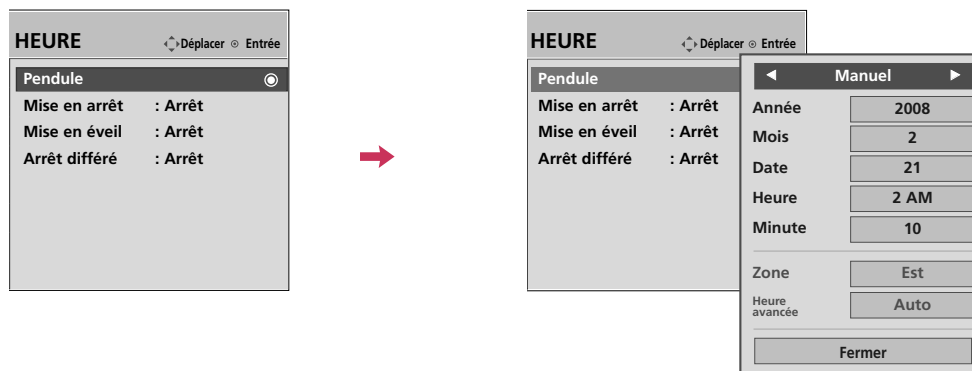 HEURE Déplacer Entrée
Pendule
Mise en arrêt : Arrêt
Mise en éveil : Arrêt
Arrêt différé : Arrêt
HEURE Déplacer Entrée
Pendule
Mise en arrêt : Arrêt
Mise en éveil : Arrêt
Arrêt différé : Arrêt
Manuel
Année 2008
Mois 2
Date 21
Heure 2 AM
Minute 10
Zone Est
Heure avancée Auto
Fermer